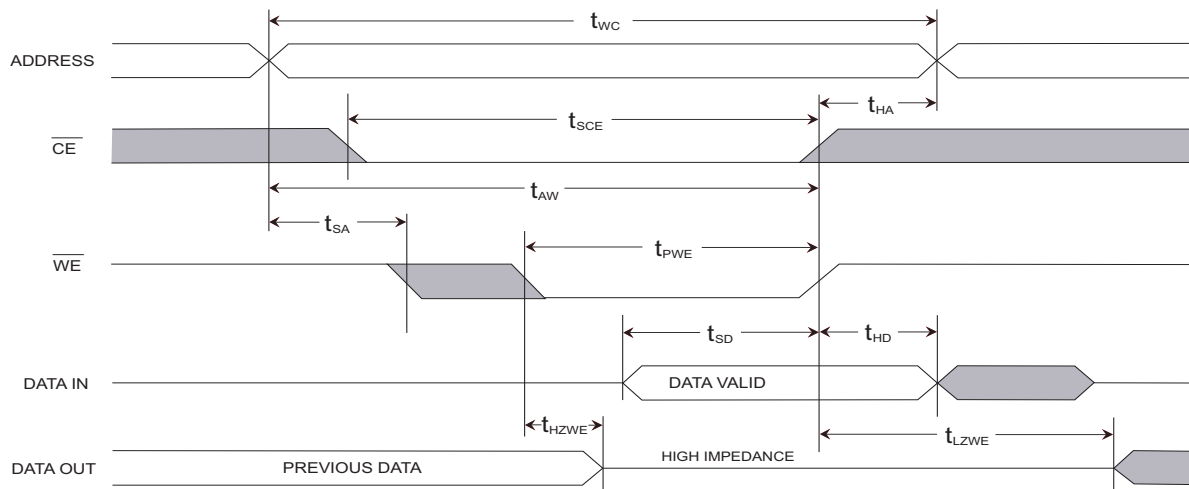 tWC
ADDRESS
tHA
tSCE
CE
tAW
tSA
tPWE
WE
tSD
tHD
DATA IN
DATA VALID
tHZWE
tLZWE
DATA OUT
PREVIOUS DATA
HIGH IMPEDANCE